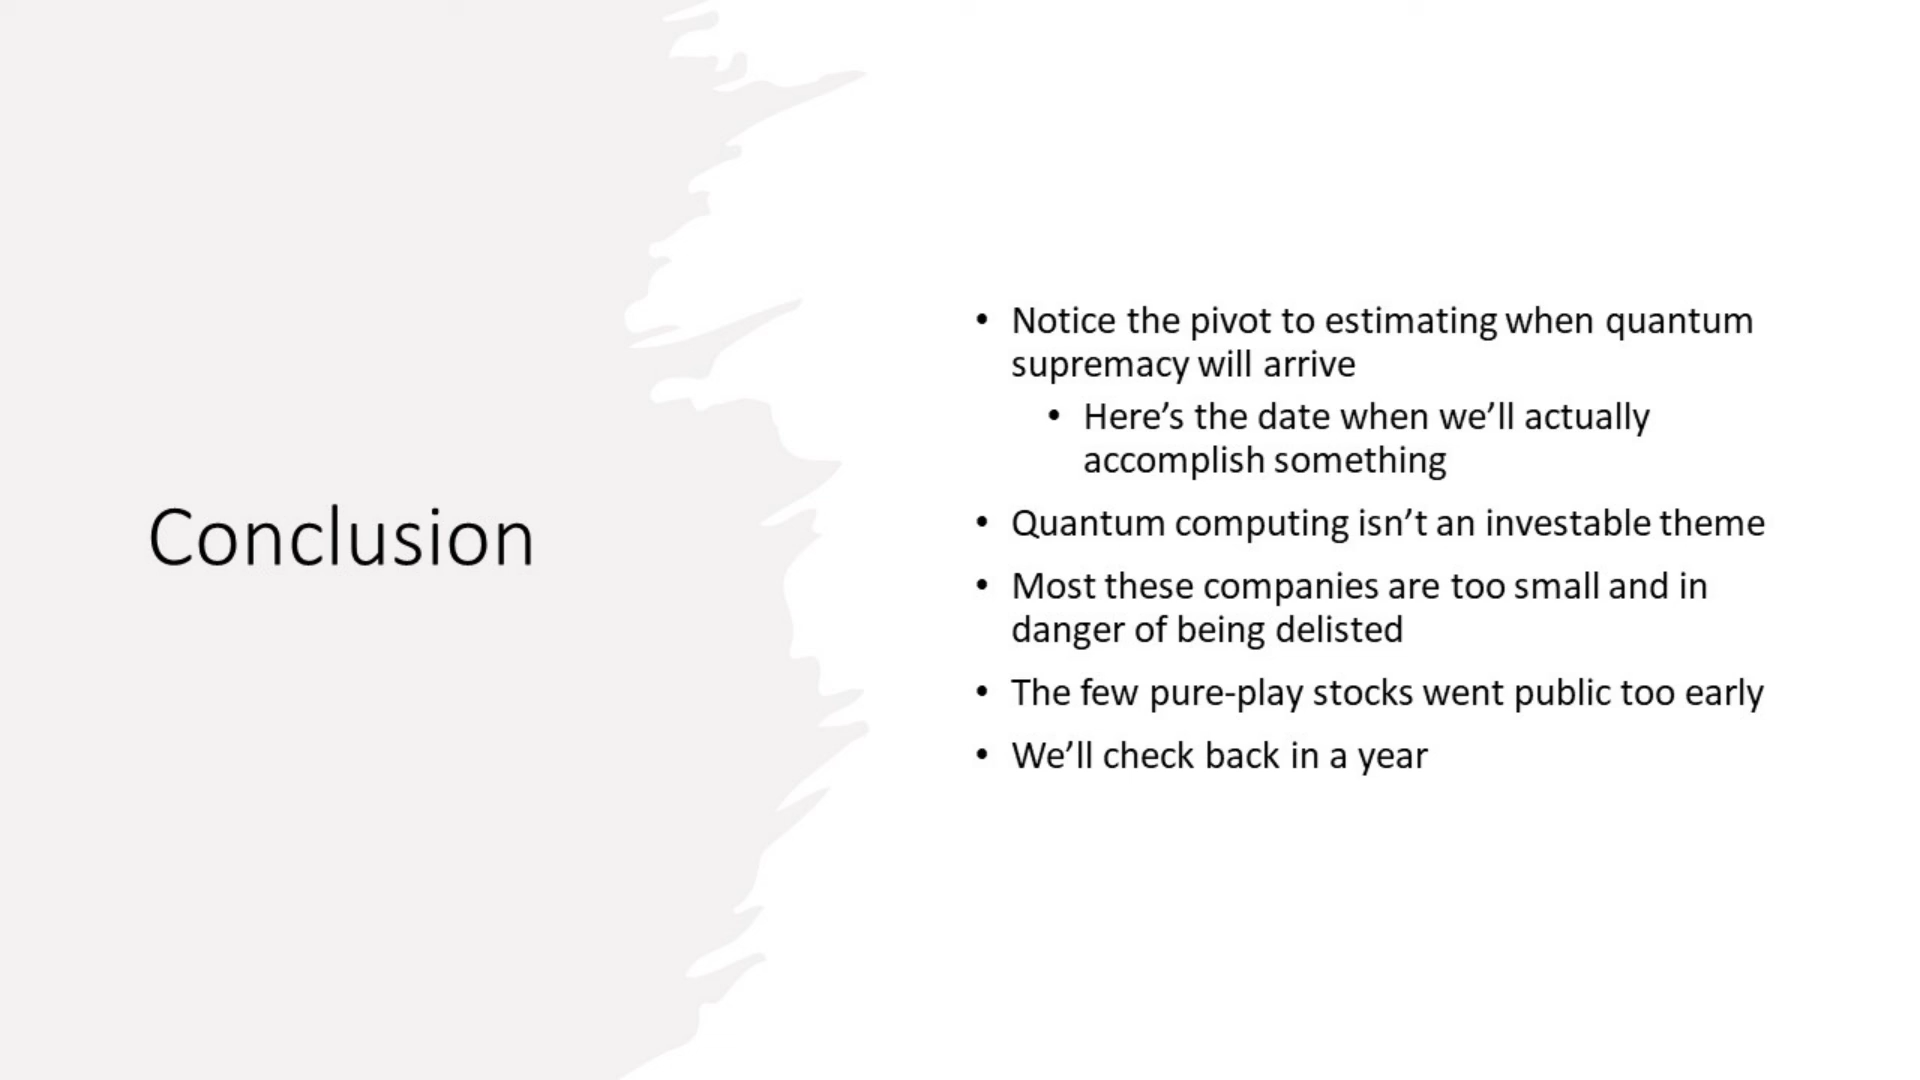 Conclusion
• Notice the pivot to estimating when quantum
supremacy will arrive
• Here’s the date when we’ll actually
accomplish something
• Quantum computing isn’t an investable theme
• Most these companies are too small and in
danger of being delisted
• The few pure-play stocks went public too early
• We’ll check back in a year